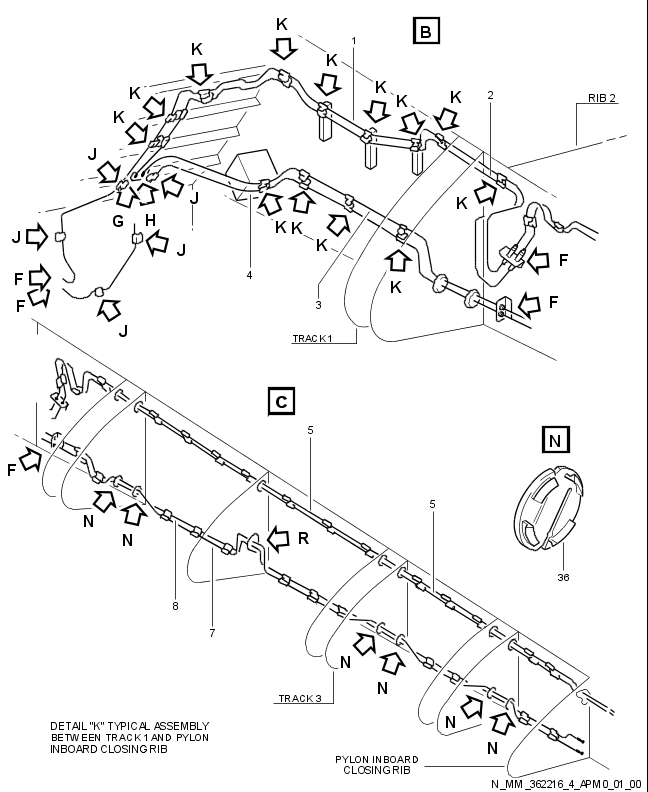 B
K
K
K
K
K
1
K
K
K
2
RIB 2
K
J
G
H
J
K
K
K
K
K
J
J
F
F
J
4
3
F
F
TRACK 1
C
N
5
5
F
N
N
R
8
7
36
N
N
TRACK 3
N
N
DETAIL "K" TYPICAL ASSEMBLY
BETWEEN TRACK 1 AND PYLON
INBOARD CLOSING RIB
PYLON INBOARD
CLOSING RIB
N_MM_362216_4_APM0_01_00